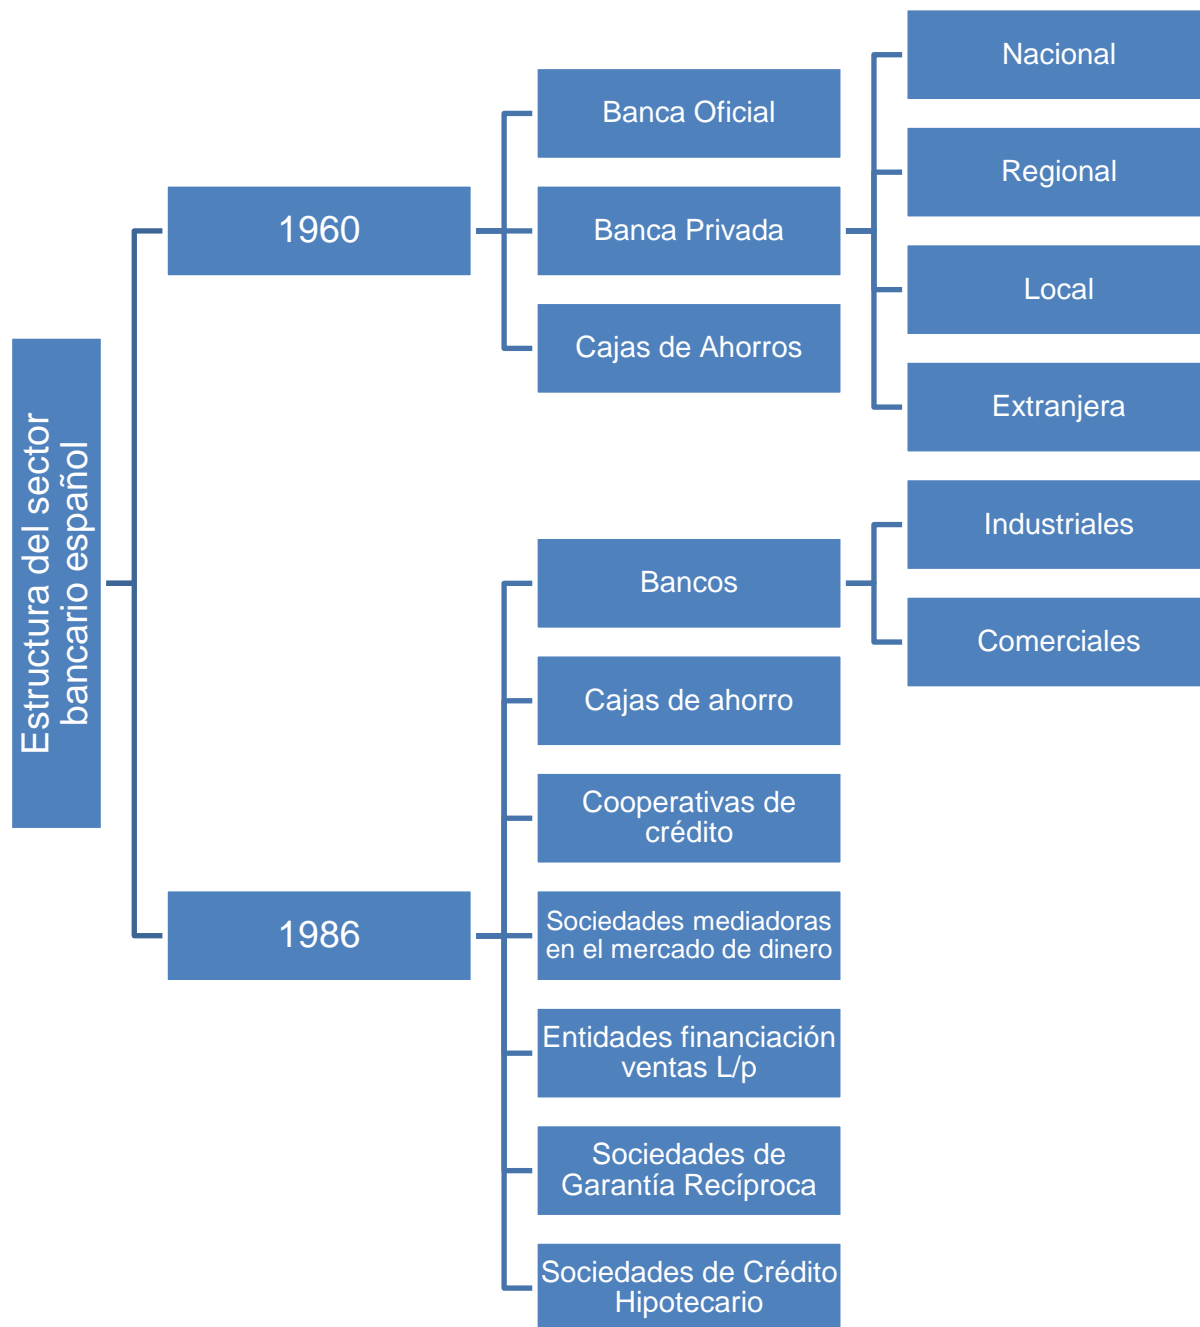 Estructura del sector
bancario español
1960
Banca Oficial
Banca Privada
Nacional
Regional
Local
Extranjera
Cajas de Ahorros
1986
Bancos
Industriales
Comerciales
Cajas de ahorro
Cooperativas de
crédito
Sociedades mediadoras
en el mercado de dinero
Entidades financiación
ventas L/p
Sociedades de
Garantía Recíproca
Sociedades de Crédito
Hipotecario